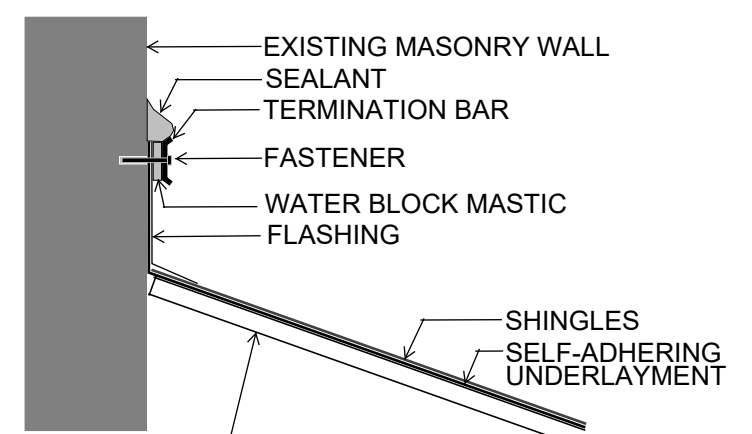 EXISTING MASONRY WALL
SEALANT
TERMINATION BAR
FASTENER
WATER BLOCK MASTIC
FLASHING
SHINGLES
SELF-ADHERING
UNDERLAYMENT